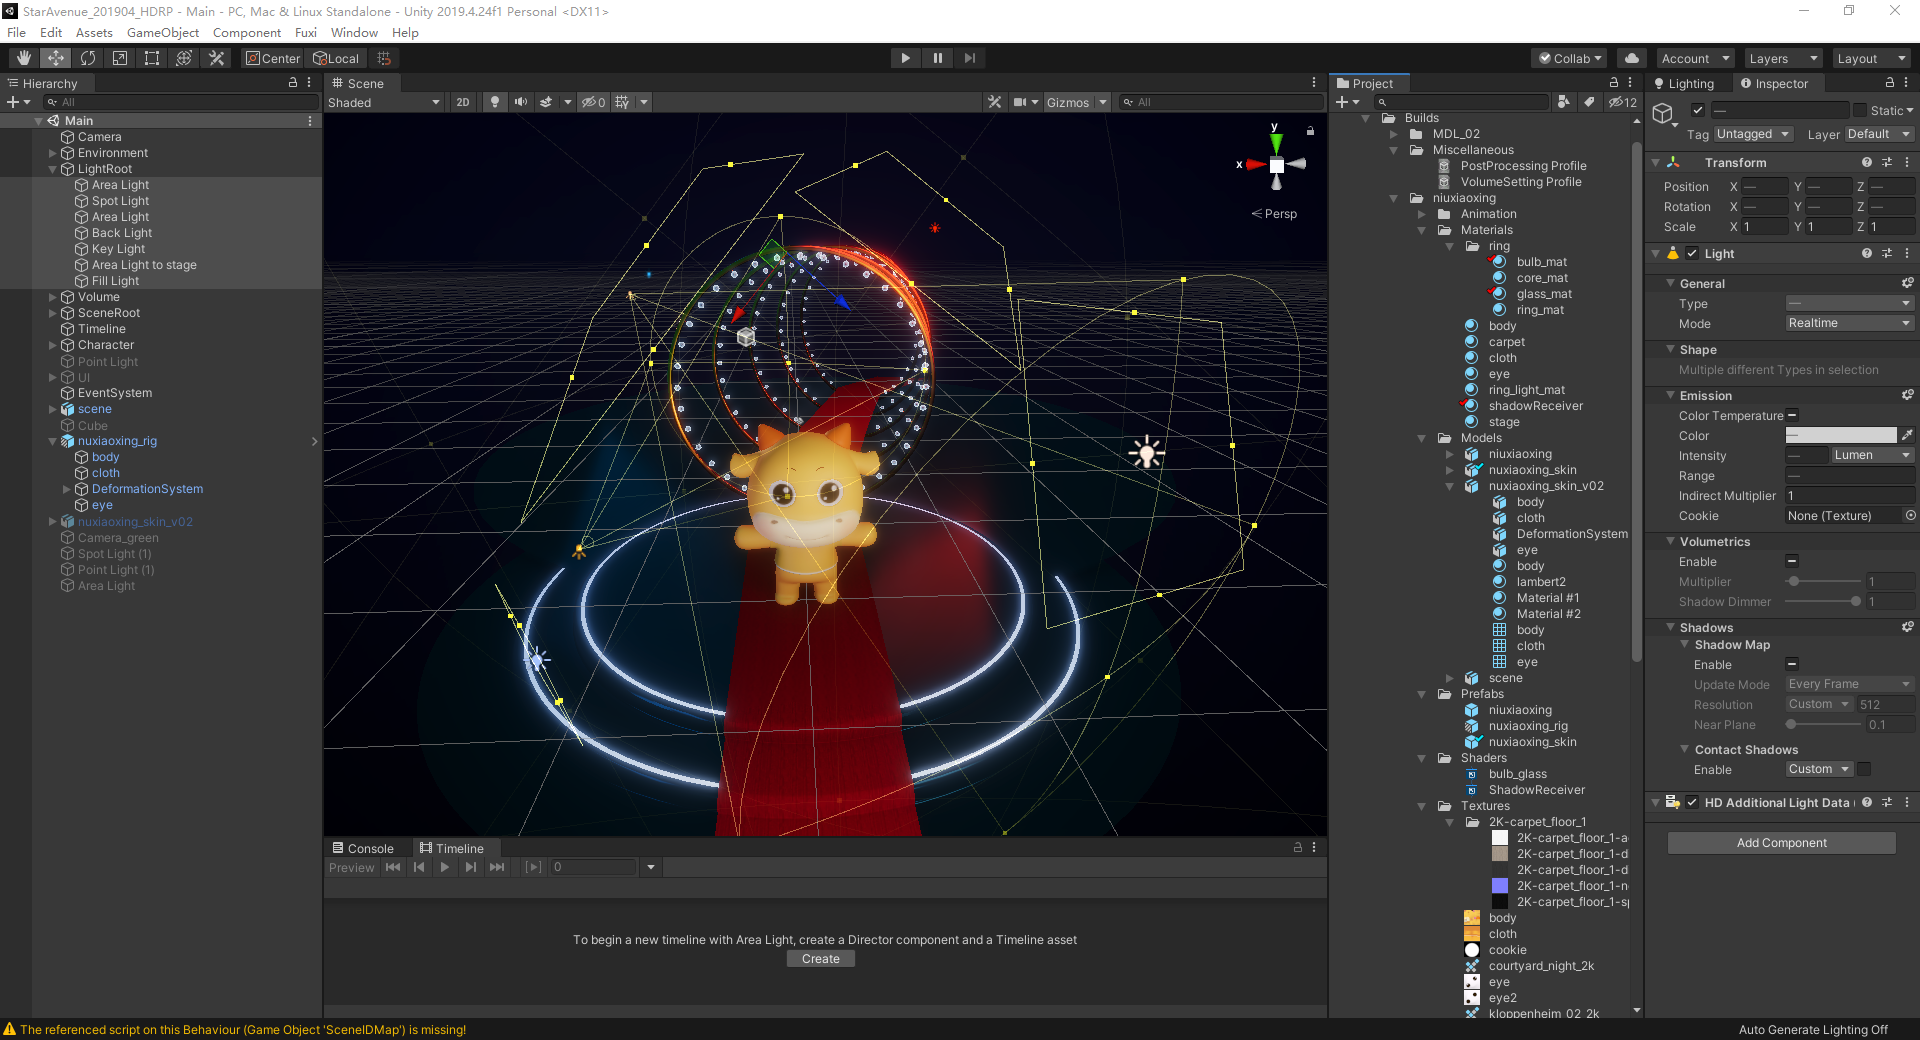 StarAvenue_201904_HDRP - Main - PC, Mac & Linux Standalone - Unity 2019.4.24f1 Personal <DX11>
File Edit Assets GameObject Component Fuxi Window Help
Center Local Collab Account Layers Layout
Hierarchy
All
Main
Camera
Environment
LightRoot
Area Light
Spot Light
Area Light
Back Light
Key Light
Area Light to stage
Fill Light
Volume
SceneRoot
Timeline
Character
Point Light
UI
EventSystem
scene
Cube
nuxiaoxing_rig
body
cloth
DeformationSystem
eye
nuxiaoxing_skin_v02
Camera_green
Spot Light (1)
Point Light (1)
Area Light
Scene
Shaded 2D 0 Gizmos All
y
x
Persp
Console Timeline
Preview 0
To begin a new timeline with Area Light, create a Director component and a Timeline asset
Create
Project
12
Builds
MDL_02
Miscellaneous
PostProcessing Profile
VolumeSetting Profile
niuxiaoxing
Animation
Materials
ring
bulb_mat
core_mat
glass_mat
ring_mat
body
carpet
cloth
eye
ring_light_mat
shadowReceiver
stage
Models
niuxiaoxing
nuxiaoxing_skin
nuxiaoxing_skin_v02
body
cloth
DeformationSystem
eye
body
lambert2
Material #1
Material #2
body
cloth
eye
scene
Prefabs
niuxiaoxing
nuxiaoxing_rig
nuxiaoxing_skin
Shaders
bulb_glass
ShadowReceiver
Textures
2K-carpet_floor_1
2K-carpet_floor_1-a
2K-carpet_floor_1-d
2K-carpet_floor_1-d
2K-carpet_floor_1-n
2K-carpet_floor_1-s
body
cloth
cookie
courtyard_night_2k
eye
eye2
kloppenheim_02_2k
Lighting Inspector
— Static
Tag Untagged Layer Default
Transform
Position X — Y — Z —
Rotation X — Y — Z —
Scale X 1 Y 1 Z 1
Light
General
Type —
Mode Realtime
Shape
Multiple different Types in selection
Emission
Color Temperature
Color —
Intensity — Lumen
Range —
Indirect Multiplier 1
Cookie None (Texture)
Volumetrics
Enable
Multiplier 1
Shadow Dimmer 1
Shadows
Shadow Map
Enable
Update Mode Every Frame
Resolution Custom 512
Near Plane 0.1
Contact Shadows
Enable Custom
HD Additional Light Data (
Add Component
The referenced script on this Behaviour (Game Object 'SceneIDMap') is missing!
Auto Generate Lighting Off